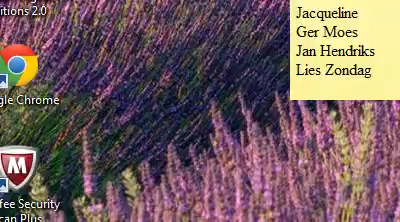 itions 2.0
Jacqueline
Ger Moes
Jan Hendriks
Lies Zondag
gle Chrome
fee Security
can Plus